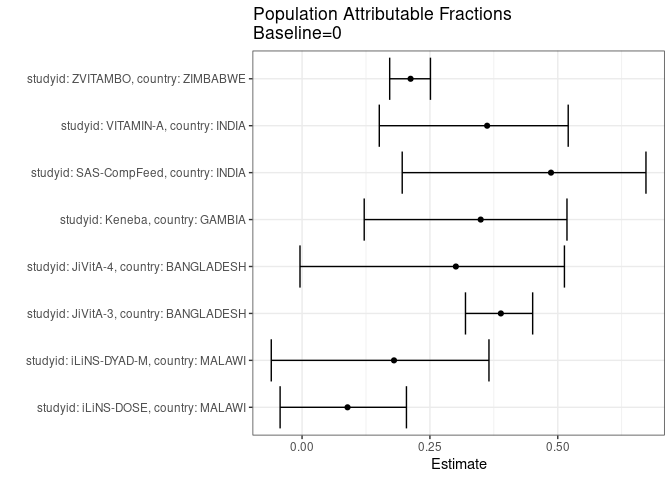 Population Attributable Fractions
Baseline=0
studyid: ZVITAMBO, country: ZIMBABWE
studyid: VITAMIN-A, country: INDIA
studyid: SAS-CompFeed, country: INDIA
studyid: Keneba, country: GAMBIA
studyid: JiVitA-4, country: BANGLADESH
studyid: JiVitA-3, country: BANGLADESH
studyid: iLiNS-DYAD-M, country: MALAWI
studyid: iLiNS-DOSE, country: MALAWI
0.00 0.25 0.50
Estimate